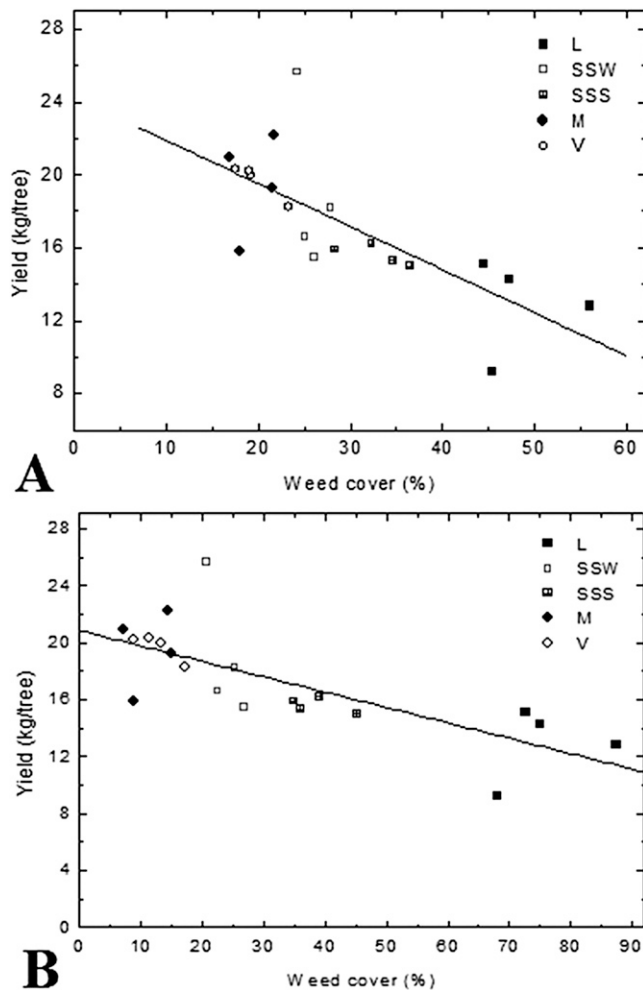 28
24
20
16
12
8
Yield (kg/tree)
L
SSW
SSS
M
V
0 10 20 30 40 50 60
Weed cover (%)
A
28
24
20
16
12
8
4
0
Yield (kg/tree)
L
SSW
SSS
M
V
0 10 20 30 40 50 60 70 80 90
Weed cover (%)
B